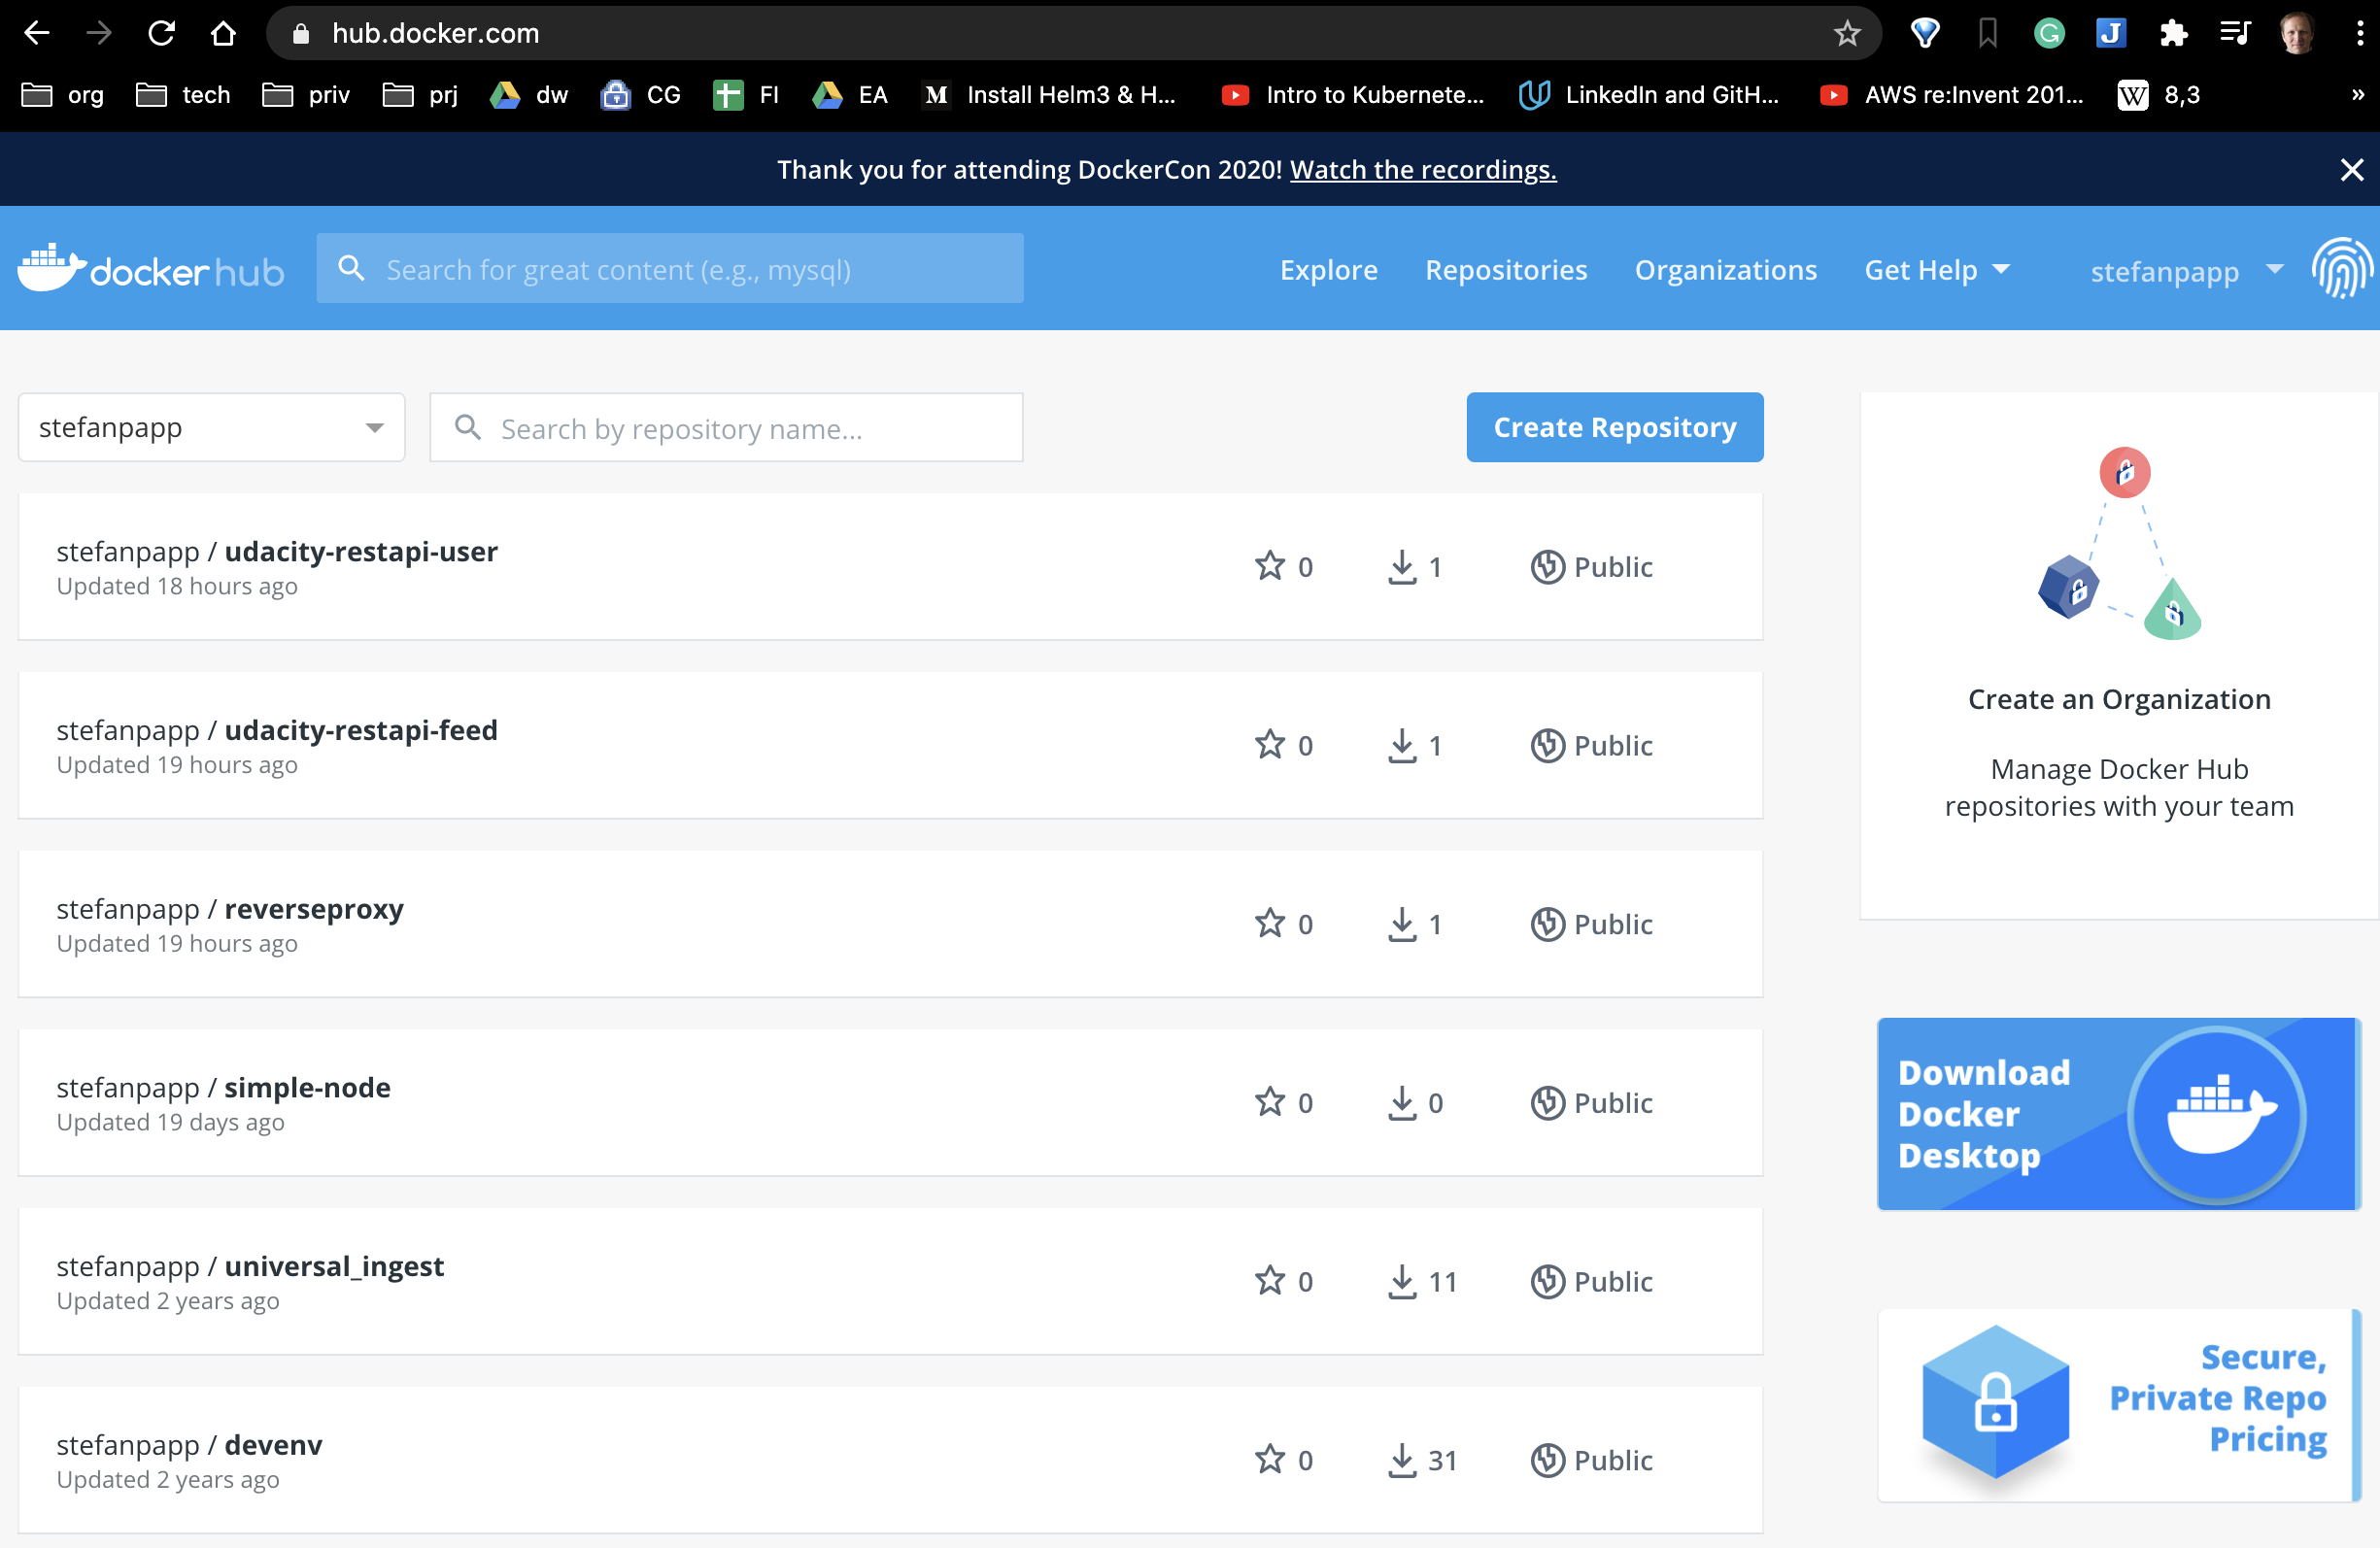 hub.docker.com
org tech priv prj dw CG FI EA M Install Helm3 & H... Intro to Kubernete... LinkedIn and GitH... AWS re:Invent 201... W 8,3 »
Thank you for attending DockerCon 2020! Watch the recordings.
docker hub Search for great content (e.g., mysql) Explore Repositories Organizations Get Help stefanpapp
stefanpapp Search by repository name... Create Repository
stefanpapp / udacity-restapi-user 0 1 Public
Updated 18 hours ago
stefanpapp / udacity-restapi-feed 0 1 Public
Updated 19 hours ago
stefanpapp / reverseproxy 0 1 Public
Updated 19 hours ago
stefanpapp / simple-node 0 0 Public
Updated 19 days ago
stefanpapp / universal_ingest 0 11 Public
Updated 2 years ago
stefanpapp / devenv 0 31 Public
Updated 2 years ago
Create an Organization
Manage Docker Hub
repositories with your team
Download
Docker
Desktop
Secure,
Private Repo
Pricing